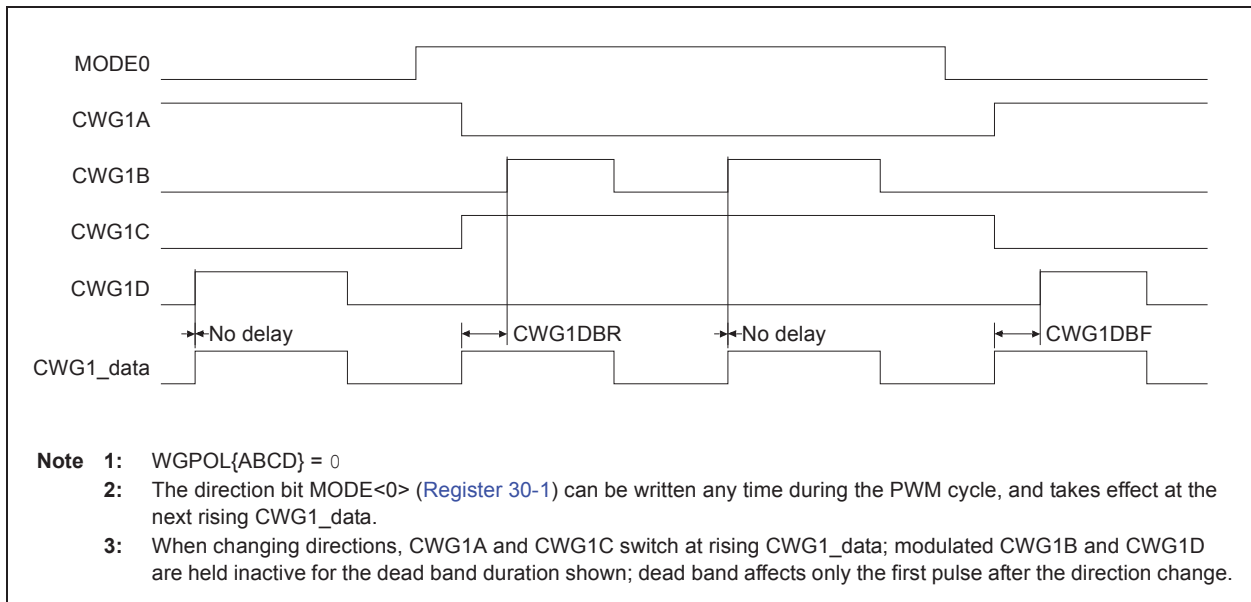 MODE0
CWG1A
CWG1B
CWG1C
CWG1D
No delay
CWG1DBR
No delay
CWG1DBF
CWG1_data
Note 1: WGPOL{ABCD} = 0
2: The direction bit MODE<0> (Register 30-1) can be written any time during the PWM cycle, and takes effect at the
next rising CWG1_data.
3: When changing directions, CWG1A and CWG1C switch at rising CWG1_data; modulated CWG1B and CWG1D
are held inactive for the dead band duration shown; dead band affects only the first pulse after the direction change.